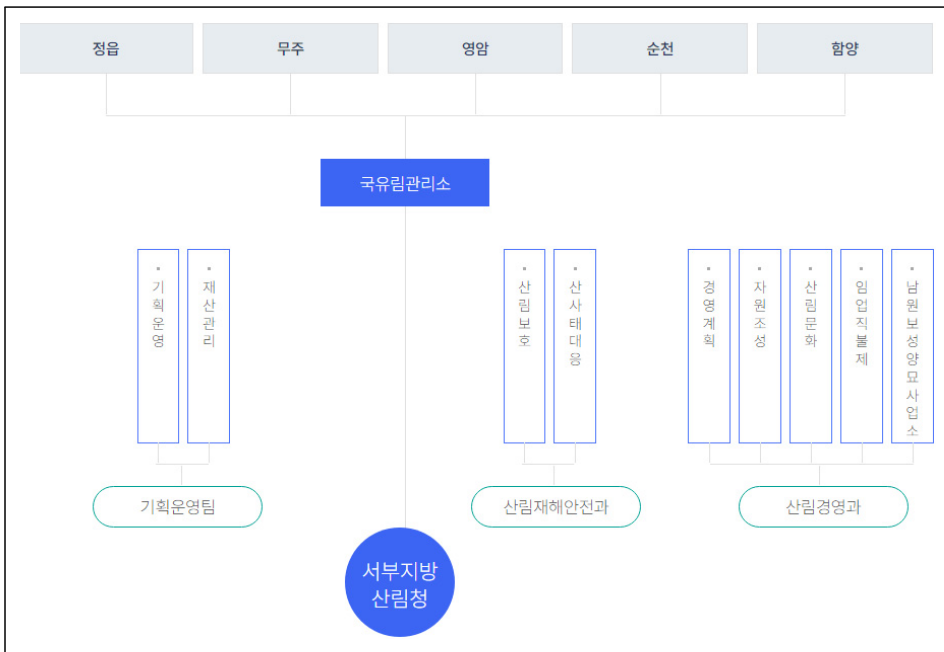 정읍
무주
영암
순천
함양
국유림관리소
기획운영
재산관리
산림보호
산사태대응
경영계획
자원조성
산림문화
임업직불제
남원보성양묘사업소
기획운영팀
산림재해안전과
산림경영과
서부지방
산림청